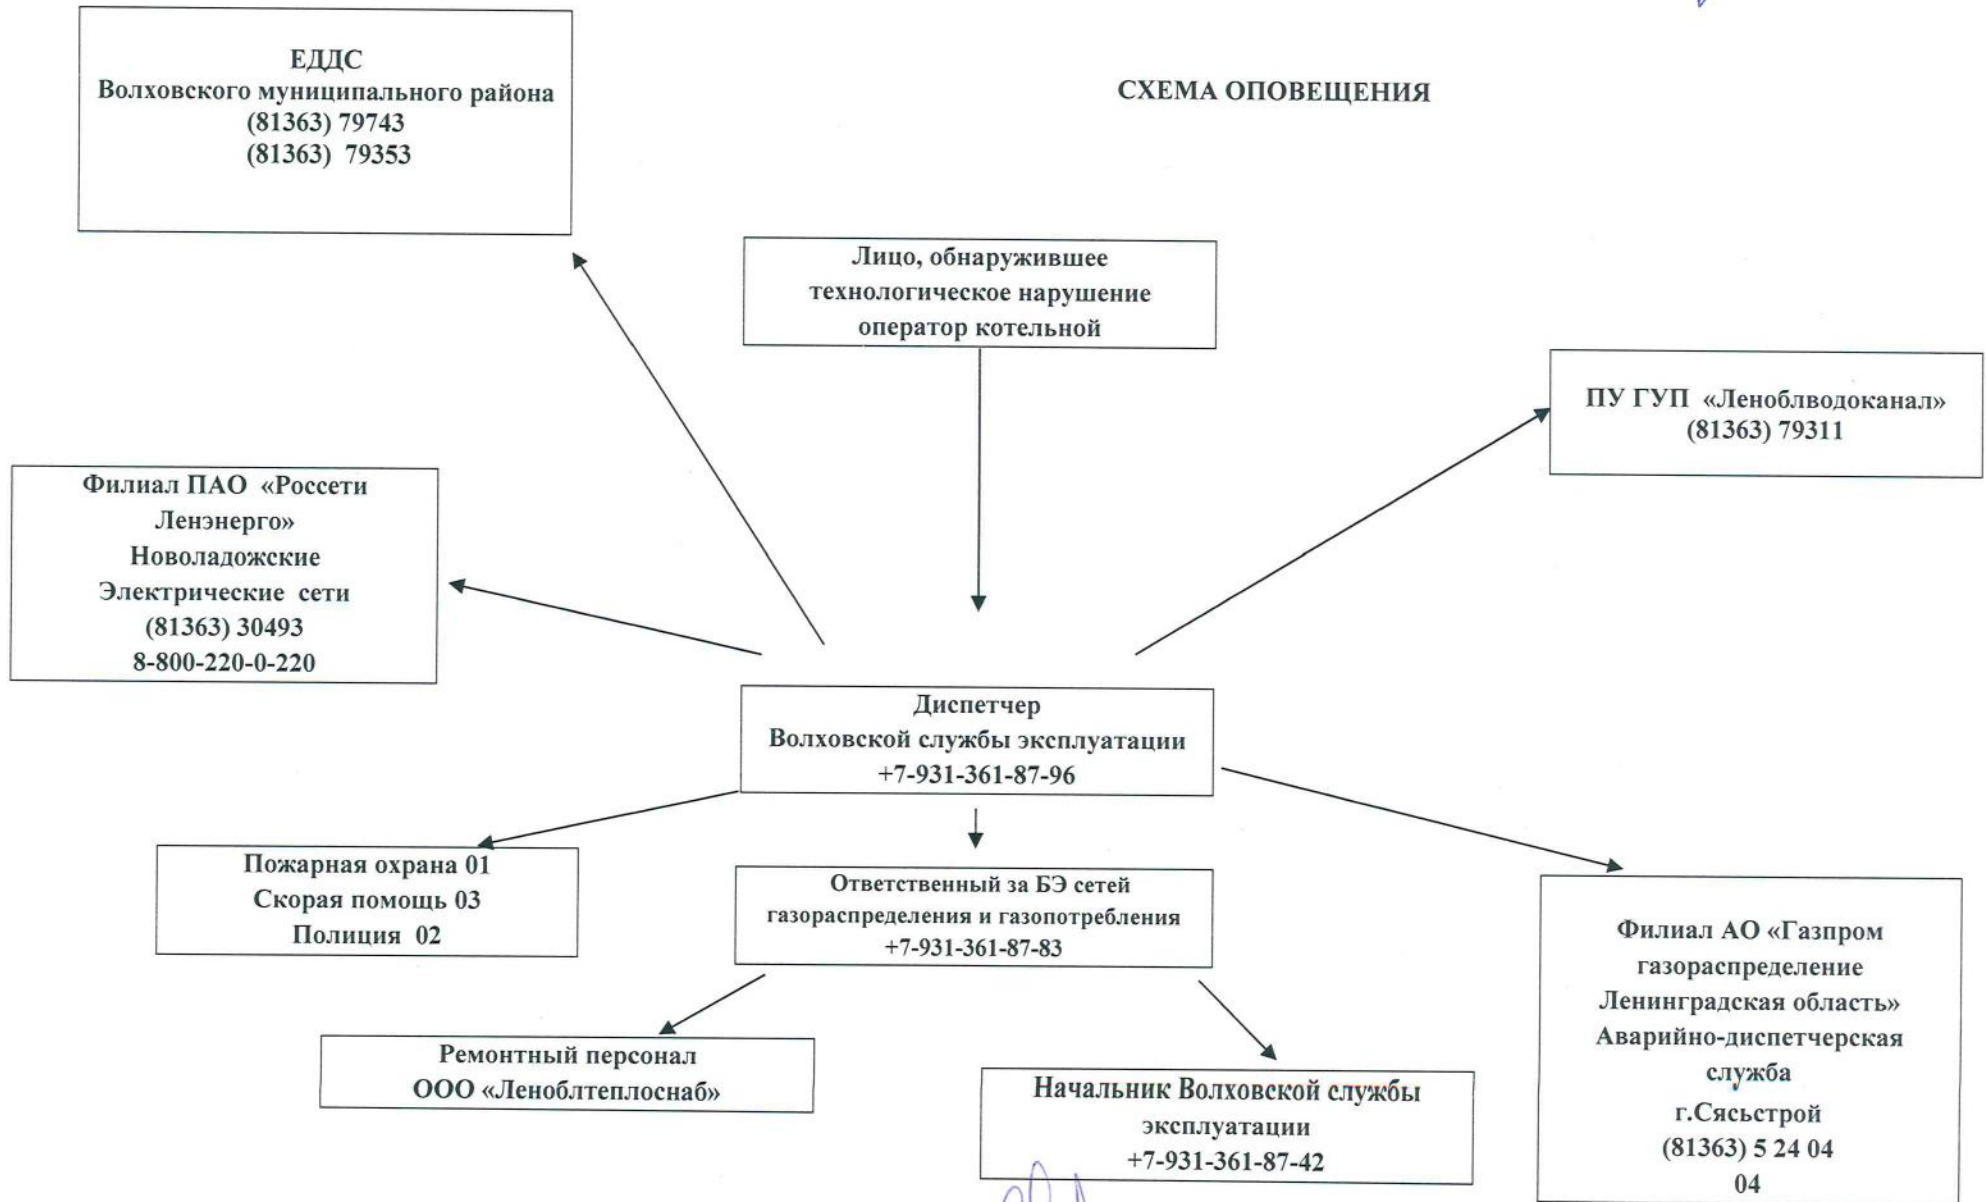 ЕДДС
Волховского муниципального района
(81363) 79743
(81363) 79353
СХЕМА ОПОВЕЩЕНИЯ
Лицо, обнаружившее
технологическое нарушение
оператор котельной
ПУ ГУП «Леноблводоканал»
(81363) 79311
Филиал ПАО «Россети
Ленэнерго»
Новоладожские
Электрические сети
(81363) 30493
8-800-220-0-220
Диспетчер
Волховской службы эксплуатации
+7-931-361-87-96
Пожарная охрана 01
Скорая помощь 03
Полиция 02
Ответственный за БЭ сетей
газораспределения и газопотребления
+7-931-361-87-83
Филиал АО «Газпром
газораспределение
Ленинградская область»
Аварийно-диспетчерская
служба
г.Сясьстрой
(81363) 5 24 04
04
Ремонтный персонал
ООО «Леноблтеплоснаб»
Начальник Волховской службы
эксплуатации
+7-931-361-87-42